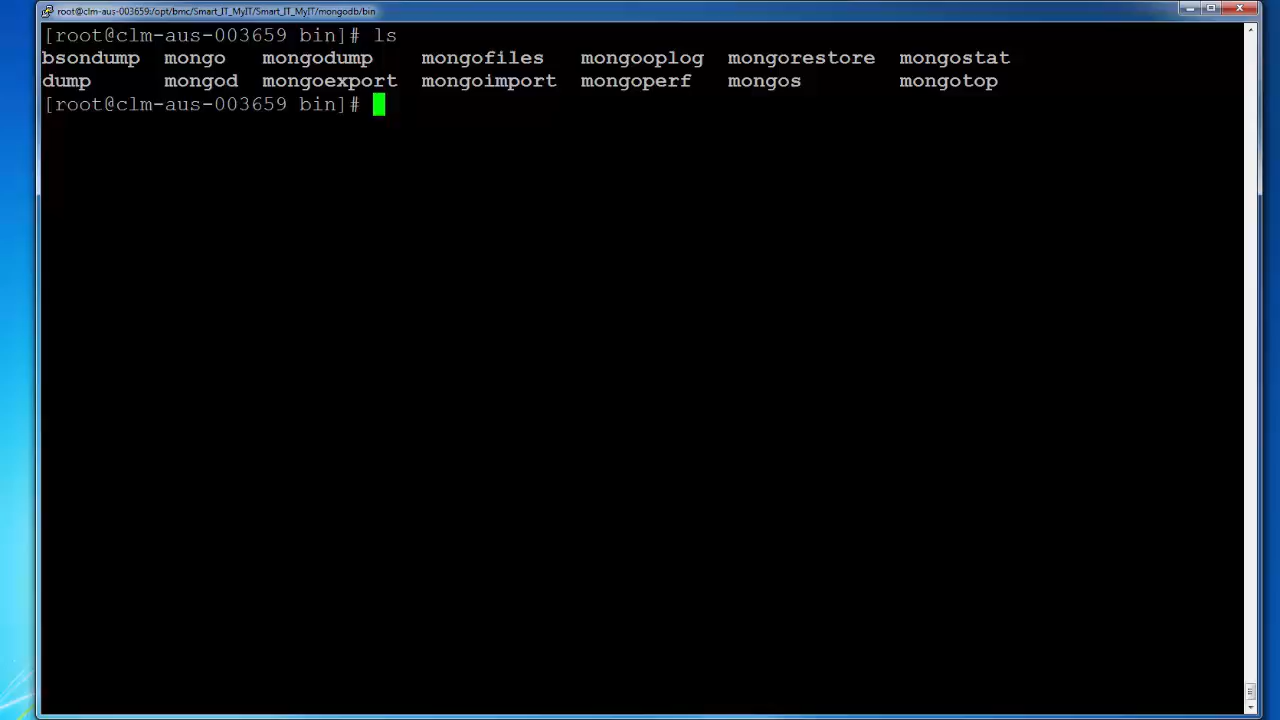 root@clm-aus-003659:/opt/bmc/Smart_IT_MyIT/Smart_IT_MyIT/mongodb/bin
[root@clm-aus-003659 bin]# ls
bsondump  mongo   mongodump    mongofiles   mongooplog  mongorestore  mongostat
dump      mongod  mongoexport  mongoimport  mongoperf   mongos        mongotop
[root@clm-aus-003659 bin]#